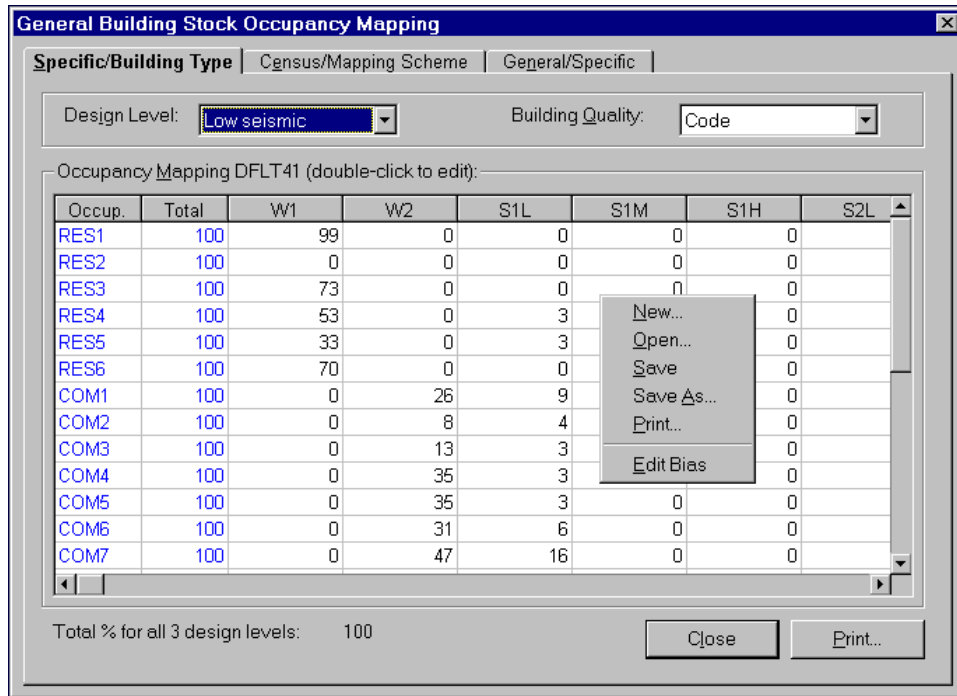 General Building Stock Occupancy Mapping
Specific/Building Type Census/Mapping Scheme General/Specific
Design Level: Low seismic Building Quality: Code
Occupancy Mapping DFLT41 (double-click to edit):
Occup. Total W1 W2 S1L S1M S1H S2L
RES1 100 99 0 0 0 0
RES2 100 0 0 0 0 0
RES3 100 73 0 0 0 0
RES4 100 53 0 3 New... 0
RES5 100 33 0 3 Open... 0
RES6 100 70 0 0 Save 0
COM1 100 0 26 9 Save As... 0
COM2 100 0 8 4 Print... 0
COM3 100 0 13 3 0
COM4 100 0 35 3 Edit Bias 0
COM5 100 0 35 3 0 0
COM6 100 0 31 6 0 0
COM7 100 0 47 16 0 0
Total % for all 3 design levels: 100 Close Print...